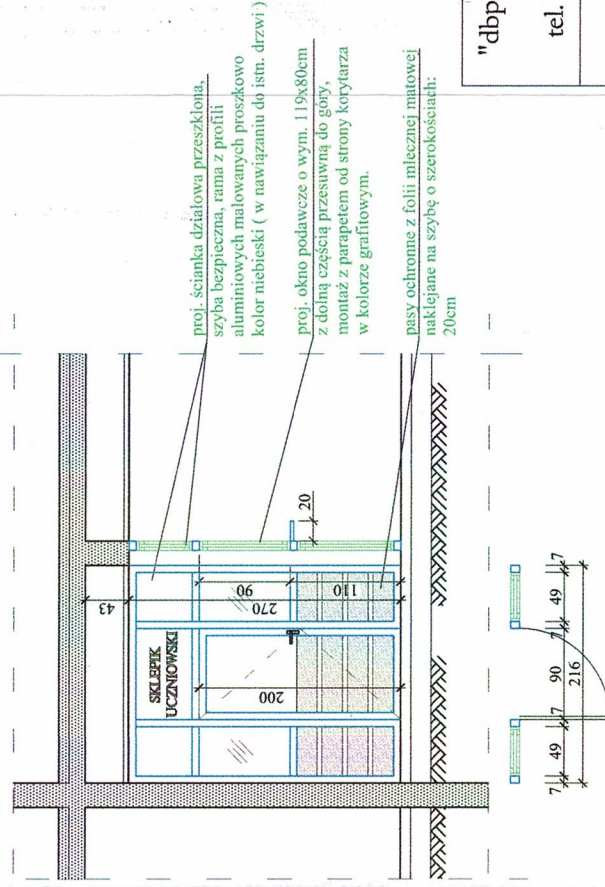 "dbp
tel.
proj. ścianka działowa przeszklona,
szyba bezpieczna, rama z profili
aluminiowych malowanych proszkowo
kolor niebieski ( w nawiązaniu do istn. drzwi )
proj. okno podawcze o wym. 119x80cm
z dolną częścią przesuwną do góry,
montaż z parapetem od strony korytarza
w kolorze grafitowym.
pasy ochronne z folii mlecznej matowej
naklejane na szybę o szerokościach:
20cm
SKLEPIK
UCZNIOWSKI
43
270
90
110
200
20
7
49
7
90
7
49
7
216